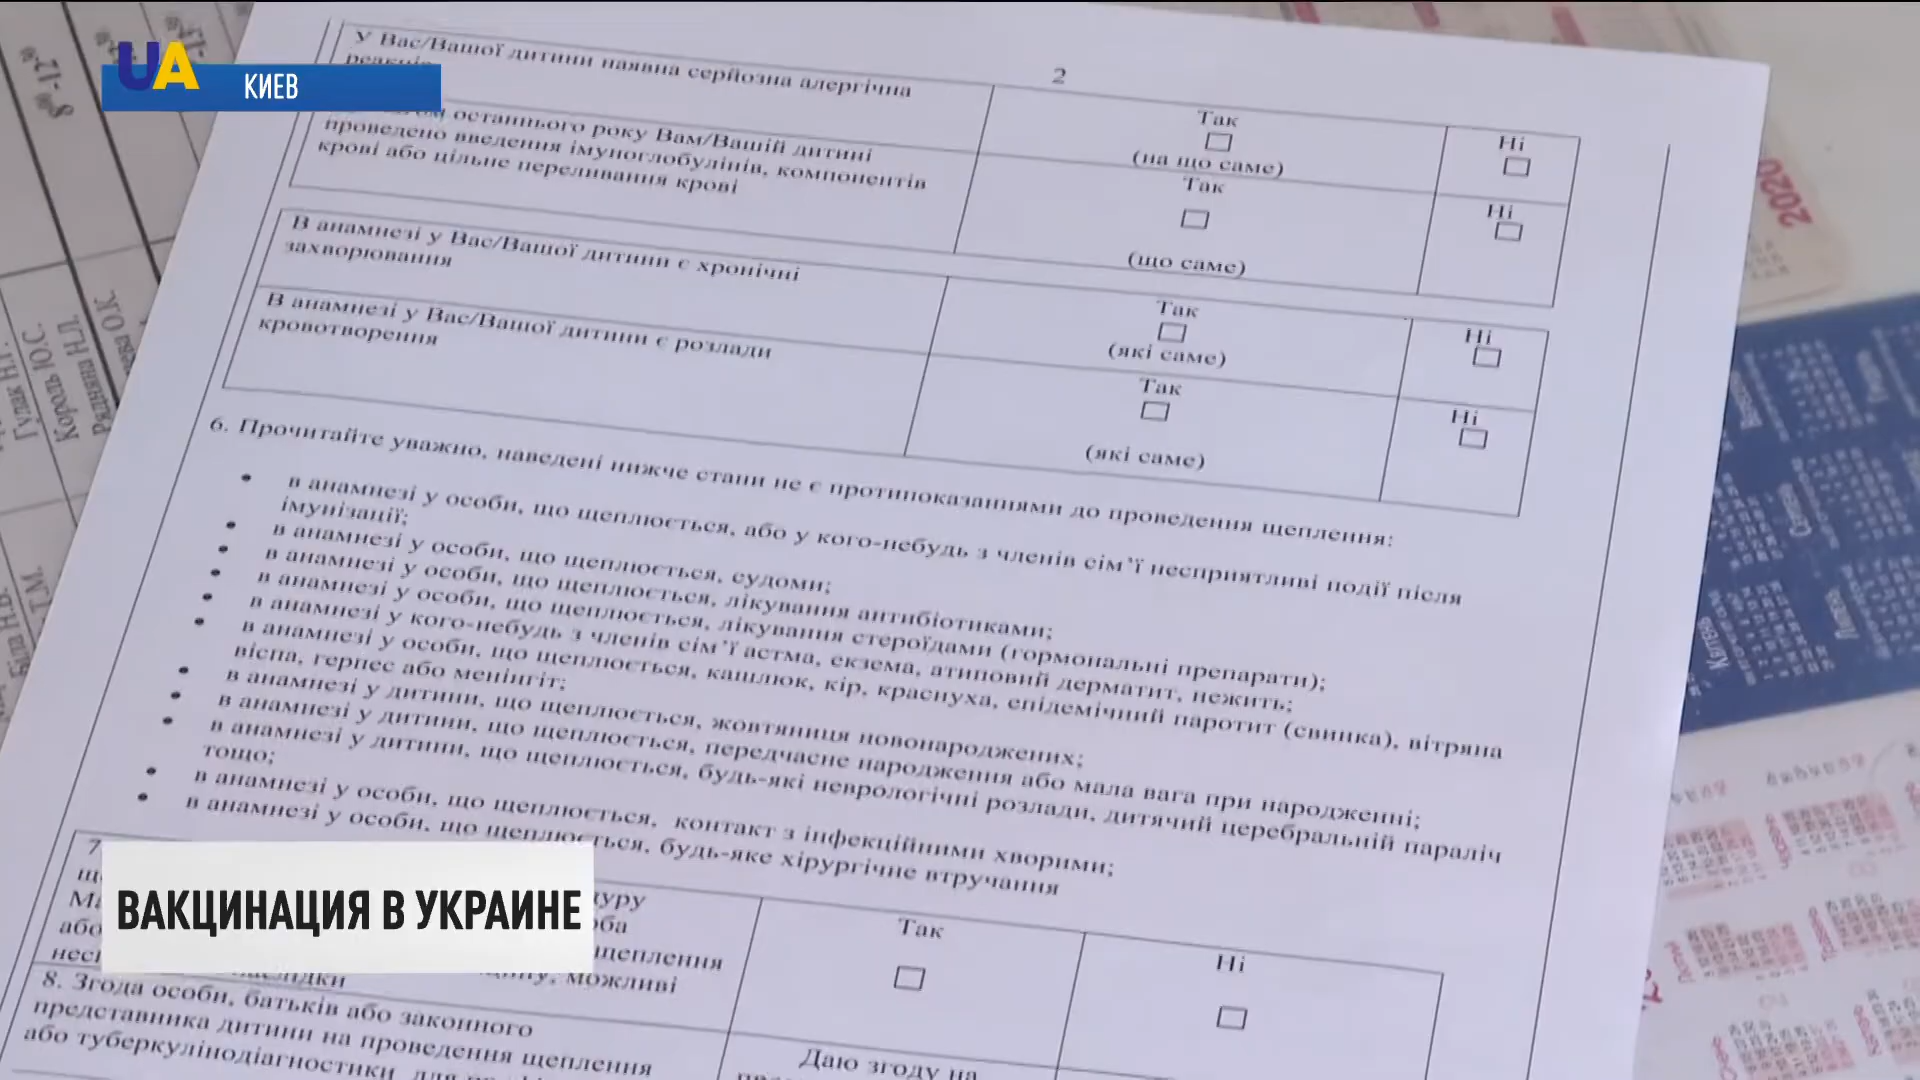 UA
КИЕВ
2
У Вас/Вашої дитини наявна серйозна алергічна
Так
(на що саме)
Ні
останнього року Вам/Вашій дитині
проведено введення імуноглобулінів, компонентів
крові або цільне переливання крові
Так
(що саме)
Ні
В анамнезі у Вас/Вашої дитини є хронічні
захворювання
Так
(які саме)
Ні
В анамнезі у Вас/Вашої дитини є розлади
кровотворення
Так
(які саме)
Ні
6. Прочитайте уважно, наведені нижче стани не є протипоказаннями до проведення щеплення:
• в анамнезі у особи, що щеплюється, або у кого-небудь з членів сім’ї несприятливі події після
імунізації;
• в анамнезі у особи, що щеплюється, судоми;
• в анамнезі у особи, що щеплюється, лікування антибіотиками;
• в анамнезі у особи, що щеплюється, лікування стероїдами (гормональні препарати);
• в анамнезі у кого-небудь з членів сім’ї астма, екзема, атиповий дерматит, нежить;
• в анамнезі у особи, що щеплюється, кашлюк, кір, краснуха, епідемічний паротит (свинка), вітряна
віспа, герпес або менінгіт;
• в анамнезі у дитини, що щеплюється, жовтяниця новонароджених;
• в анамнезі у дитини, що щеплюється, передчасне народження або мала вага при народженні;
• в анамнезі у дитини, що щеплюється, будь-які неврологічні розлади, дитячий церебральній параліч
тощо;
• в анамнезі у особи, що щеплюється, контакт з інфекційними хворими;
• в анамнезі у особи, що щеплюється, будь-яке хірургічне втручання
7
щеплення
можливі
наслідки
Так
Ні
8. Згода особи, батьків або законного
представника дитини на проведення щеплення
або туберкулінодіагностики
Даю згоду на
ВАКЦИНАЦИЯ В УКРАИНЕ
2020
Король Ю.С
Т.М.